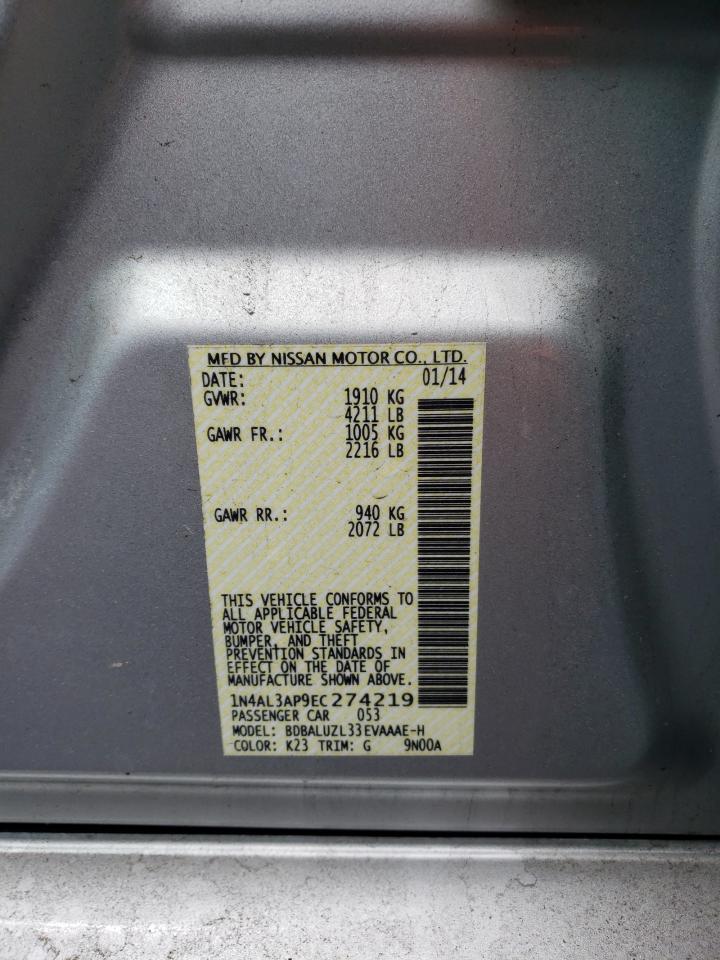 MFD BY NISSAN MOTOR CO., LTD.
DATE: 01/14
GVWR: 1910 KG
4211 LB
GAWR FR.: 1005 KG
2216 LB
GAWR RR.: 940 KG
2072 LB
THIS VEHICLE CONFORMS TO
ALL APPLICABLE FEDERAL
MOTOR VEHICLE SAFETY,
BUMPER, AND THEFT
PREVENTION STANDARDS IN
EFFECT ON THE DATE OF
MANUFACTURE SHOWN ABOVE.
1N4AL3AP9EC274219
PASSENGER CAR 053
MODEL: BDBALUZL33EVAAAE-H
COLOR: K23 TRIM: G 9N00A